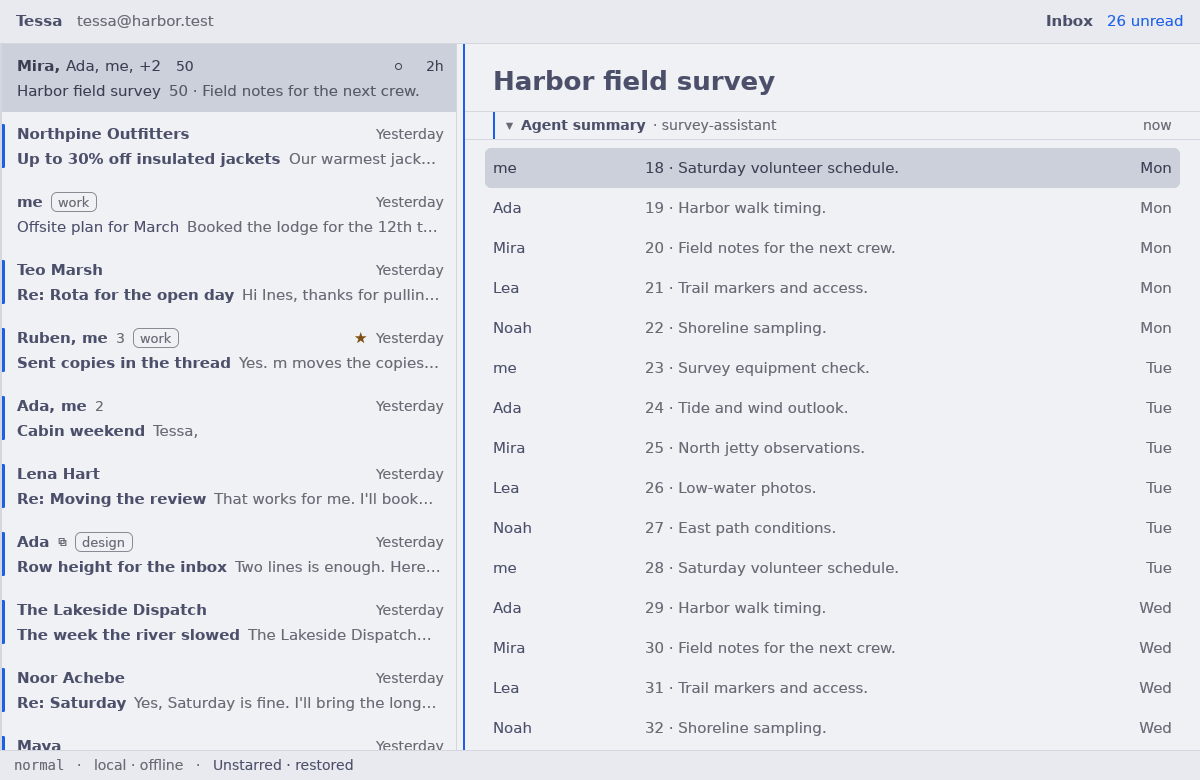 Tessa tessa@harbor.test
Inbox 26 unread
Mira, Ada, me, +2 50 2h
Harbor field survey 50 · Field notes for the next crew.
Northpine Outfitters Yesterday
Up to 30% off insulated jackets Our warmest jack…
me work Yesterday
Offsite plan for March Booked the lodge for the 12th t…
Teo Marsh Yesterday
Re: Rota for the open day Hi Ines, thanks for pullin…
Ruben, me 3 work ★ Yesterday
Sent copies in the thread Yes. m moves the copies…
Ada, me 2 Yesterday
Cabin weekend Tessa,
Lena Hart Yesterday
Re: Moving the review That works for me. I'll book…
Ada design Yesterday
Row height for the inbox Two lines is enough. Here…
The Lakeside Dispatch Yesterday
The week the river slowed The Lakeside Dispatch…
Noor Achebe Yesterday
Re: Saturday Yes, Saturday is fine. I'll bring the long…
Maya Yesterday
Harbor field survey
▾ Agent summary · survey-assistant now
me 18 · Saturday volunteer schedule. Mon
Ada 19 · Harbor walk timing. Mon
Mira 20 · Field notes for the next crew. Mon
Lea 21 · Trail markers and access. Mon
Noah 22 · Shoreline sampling. Mon
me 23 · Survey equipment check. Tue
Ada 24 · Tide and wind outlook. Tue
Mira 25 · North jetty observations. Tue
Lea 26 · Low-water photos. Tue
Noah 27 · East path conditions. Tue
me 28 · Saturday volunteer schedule. Tue
Ada 29 · Harbor walk timing. Wed
Mira 30 · Field notes for the next crew. Wed
Lea 31 · Trail markers and access. Wed
Noah 32 · Shoreline sampling. Wed
normal · local · offline · Unstarred · restored